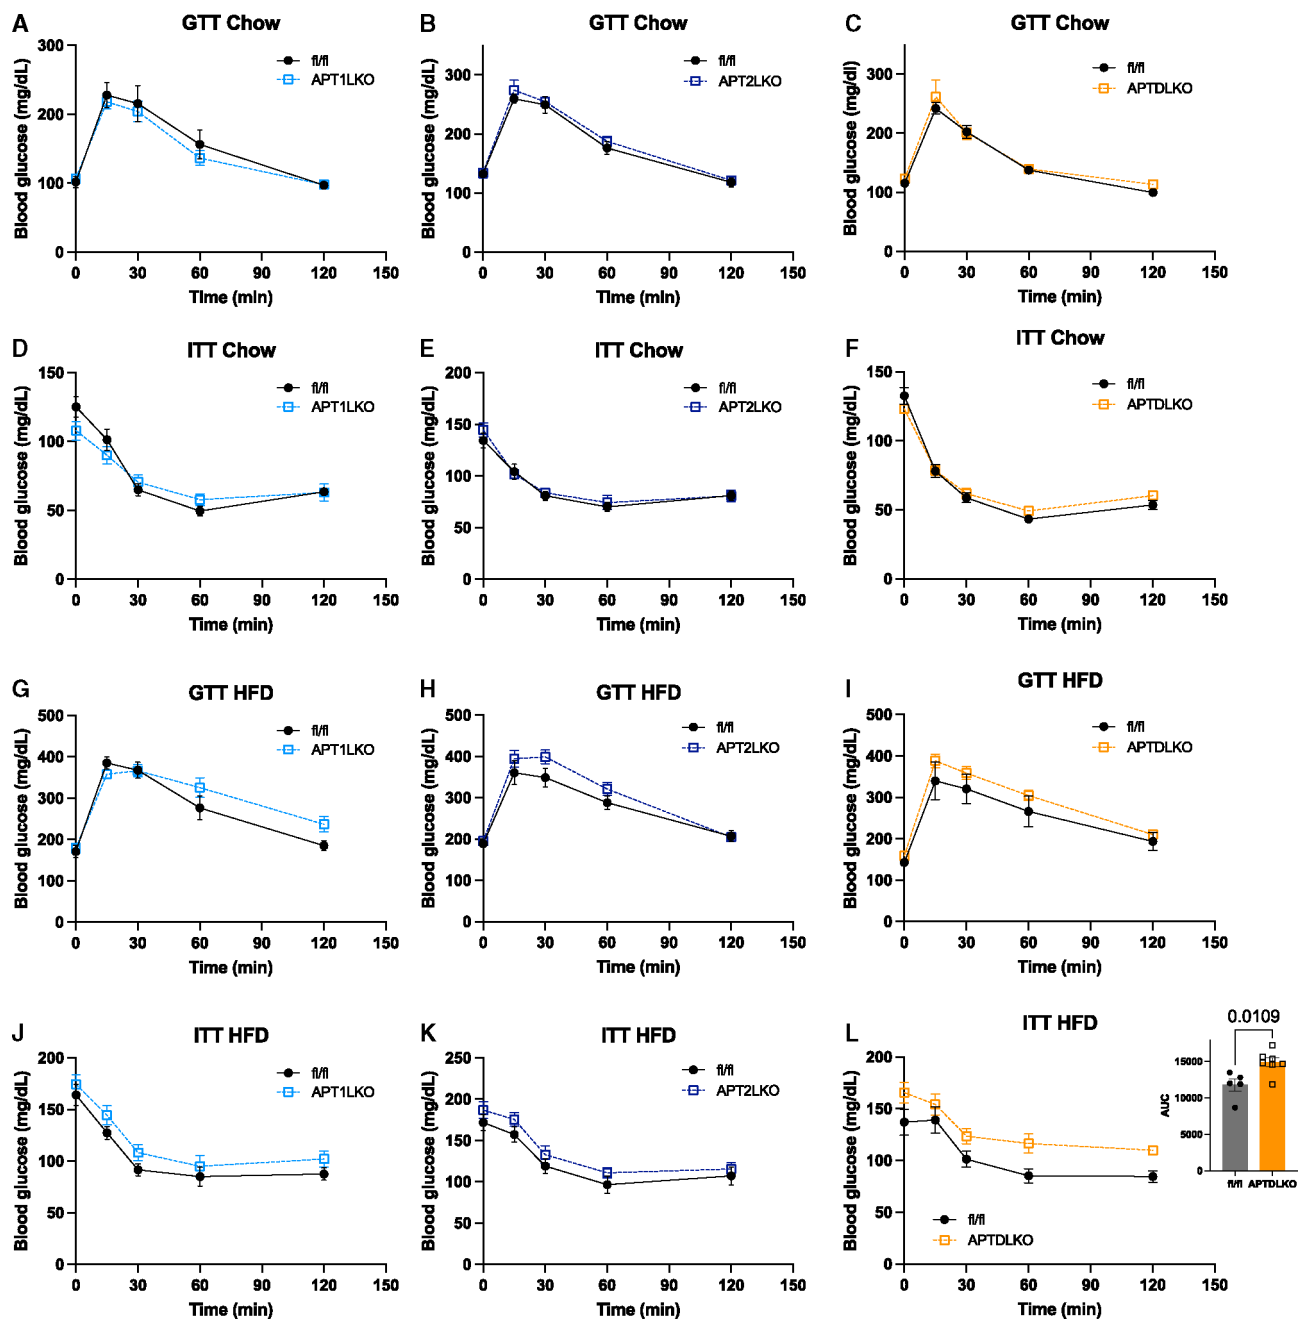 A
GTT Chow
fl/fl
APT1LKO
Blood glucose (mg/dL)
300
200
100
0
0 30 60 90 120 150
Time (min)
B
GTT Chow
fl/fl
APT2LKO
Blood glucose (mg/dL)
300
200
100
0
0 30 60 90 120 150
Time (min)
C
GTT Chow
fl/fl
APTDLKO
Blood glucose (mg/dl)
300
200
100
0
0 30 60 90 120 150
Time (min)
D
ITT Chow
fl/fl
APT1LKO
Blood glucose (mg/dL)
150
100
50
0
0 30 60 90 120 150
Time (min)
E
ITT Chow
fl/fl
APT2LKO
Blood glucose (mg/dL)
200
150
100
50
0
0 30 60 90 120 150
Time (min)
F
ITT Chow
fl/fl
APTDLKO
Blood glucose (mg/dL)
150
100
50
0
0 30 60 90 120 150
Time (min)
G
GTT HFD
fl/fl
APT1LKO
Blood glucose (mg/dL)
500
400
300
200
100
0
0 30 60 90 120 150
Time (min)
H
GTT HFD
fl/fl
APT2LKO
Blood glucose (mg/dL)
500
400
300
200
100
0
0 30 60 90 120 150
Time (min)
I
GTT HFD
fl/fl
APTDLKO
Blood glucose (mg/dL)
500
400
300
200
100
0
0 30 60 90 120 150
Time (min)
J
ITT HFD
fl/fl
APT1LKO
Blood glucose (mg/dL)
200
150
100
50
0
0 30 60 90 120 150
Time (min)
K
ITT HFD
fl/fl
APT2LKO
Blood glucose (mg/dL)
250
200
150
100
50
0
0 30 60 90 120 150
Time (min)
L
ITT HFD
fl/fl
APTDLKO
Blood glucose (mg/dL)
200
150
100
50
0
0 30 60 90 120 150
Time (min)
0.0109
AUC
15000
10000
5000
0
fl/fl APTDLKO